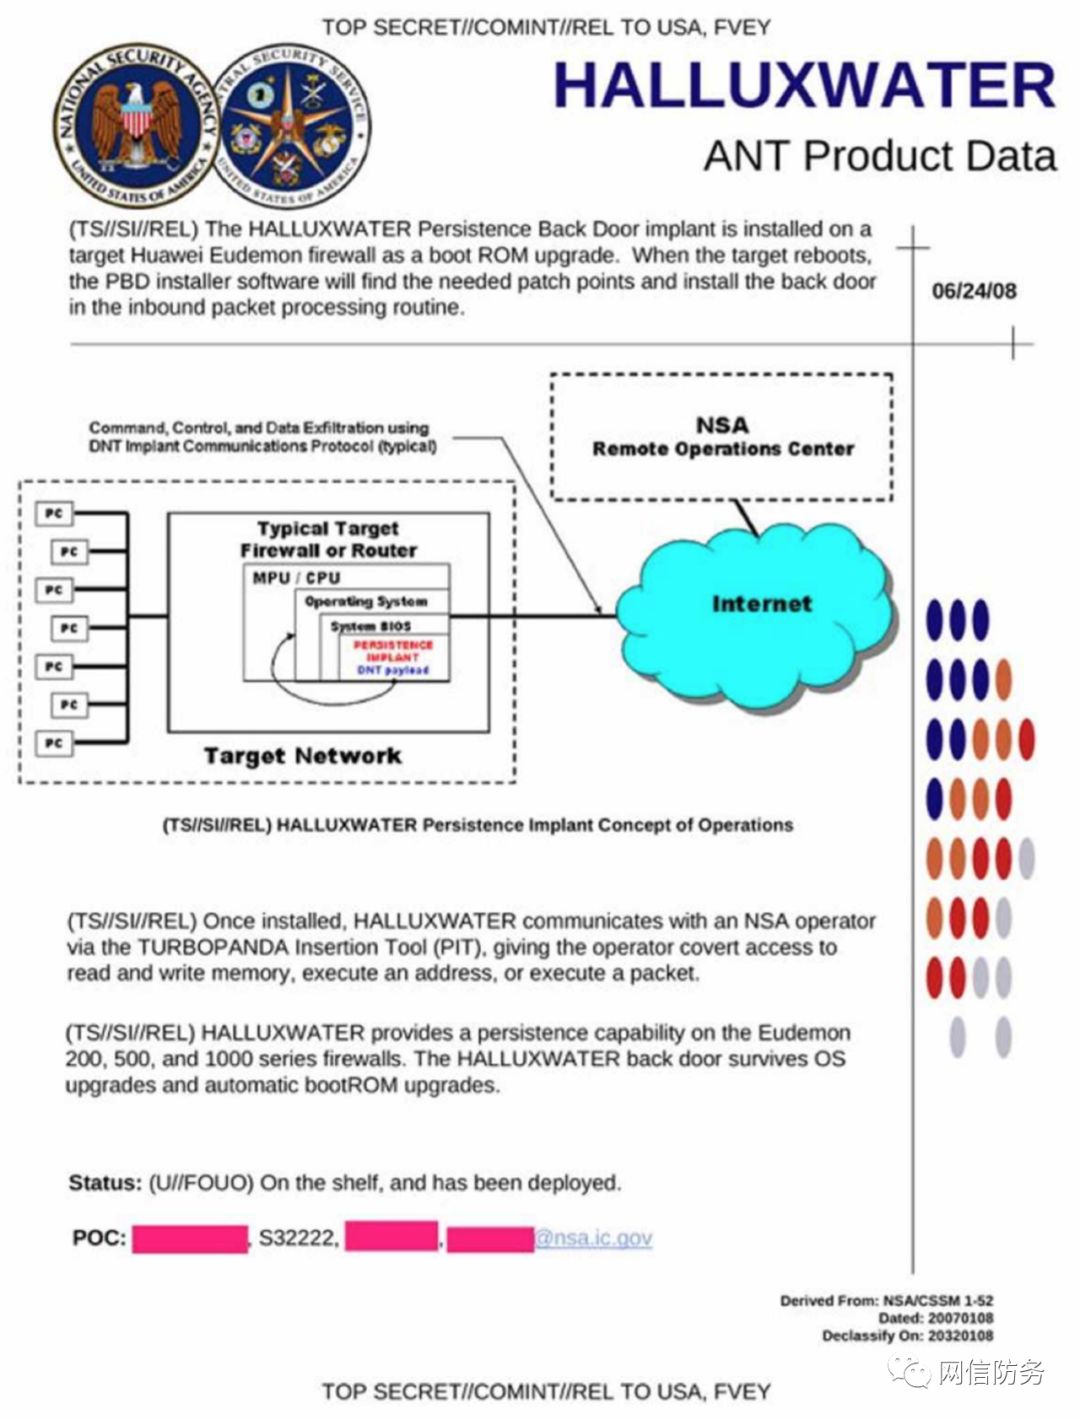 TOP SECRET//COMINT//REL TO USA, FVEY
NATIONAL SECURITY AGENCY
UNITED STATES OF AMERICA
TRAL SECURITY SERVICE
UNITED STATES OF AMERICA
HALLUXWATER
ANT Product Data
(TS//SI//REL) The HALLUXWATER Persistence Back Door implant is installed on a
target Huawei Eudemon firewall as a boot ROM upgrade. When the target reboots,
the PBD installer software will find the needed patch points and install the back door
in the inbound packet processing routine.
06/24/08
Command, Control, and Data Exfiltration using
DNT Implant Communications Protocol (typical)
NSA
Remote Operations Center
PC
PC
PC
PC
PC
PC
PC
Typical Target
Firewall or Router
MPU / CPU
Operating System
System BIOS
PERSISTENCE
IMPLANT
DNT payload
Internet
Target Network
(TS//SI//REL) HALLUXWATER Persistence Implant Concept of Operations
(TS//SI//REL) Once installed, HALLUXWATER communicates with an NSA operator
via the TURBOPANDA Insertion Tool (PIT), giving the operator covert access to
read and write memory, execute an address, or execute a packet.
(TS//SI//REL) HALLUXWATER provides a persistence capability on the Eudemon
200, 500, and 1000 series firewalls. The HALLUXWATER back door survives OS
upgrades and automatic bootROM upgrades.
Status: (U//FOUO) On the shelf, and has been deployed.
POC: , S32222, , @nsa.ic.gov
Derived From: NSA/CSSM 1-52
Dated: 20070108
Declassify On: 20320108
网信防务
TOP SECRET//COMINT//REL TO USA, FVEY